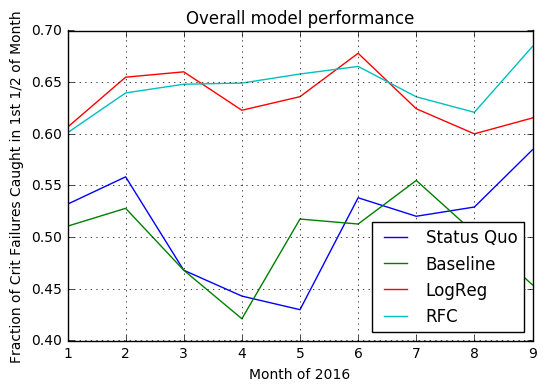 Overall model performance
Fraction of Crit Failures Caught in 1st 1/2 of Month
0.70
0.65
0.60
0.55
0.50
0.45
0.40
Status Quo
Baseline
LogReg
RFC
1 2 3 4 5 6 7 8 9
Month of 2016